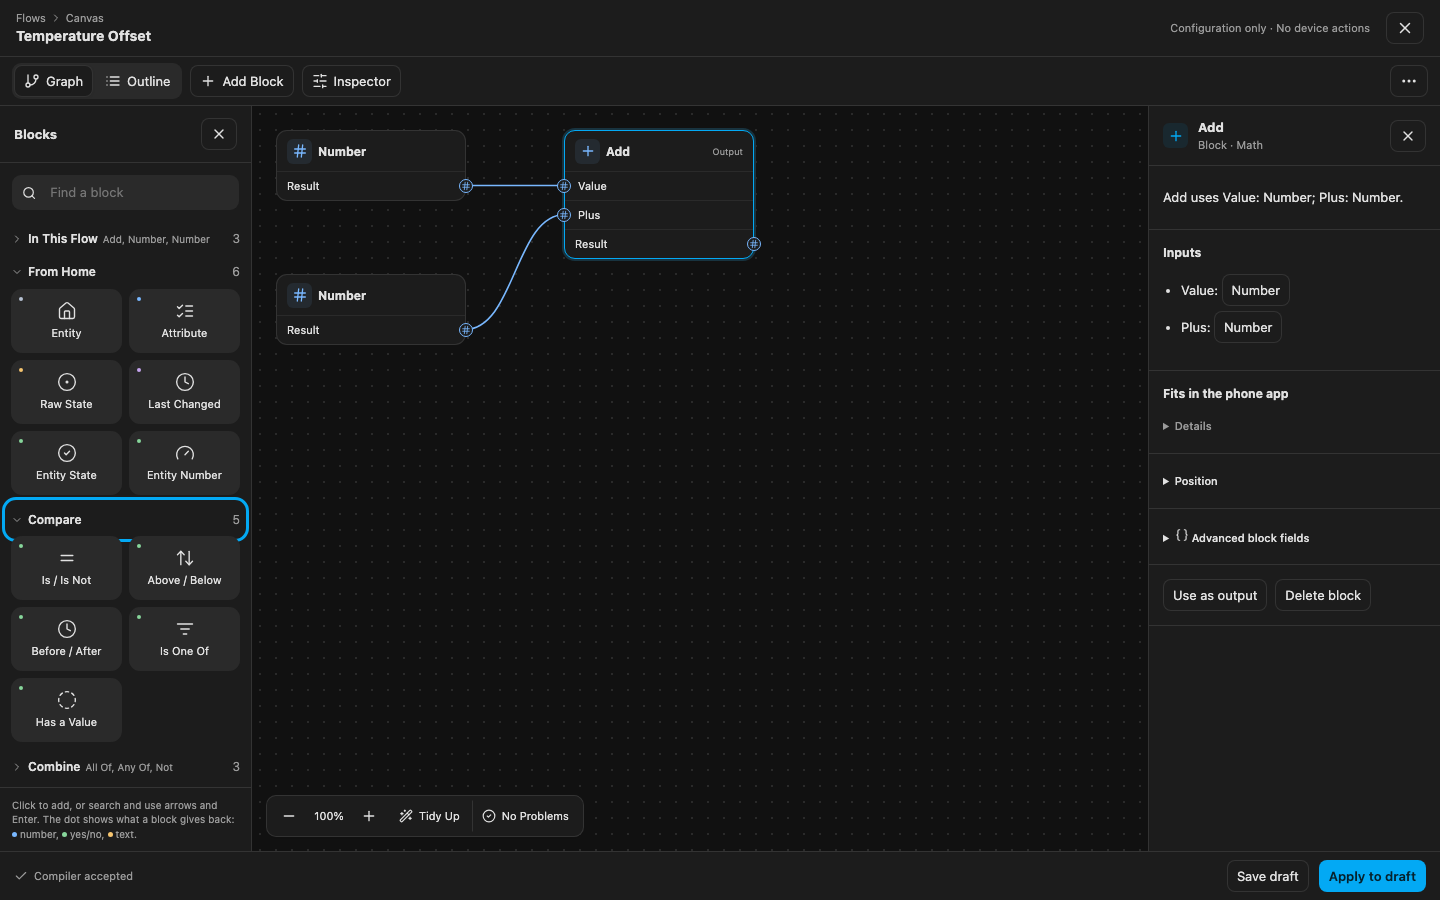 Flows > Canvas
Temperature Offset
Configuration only · No device actions
Graph
Outline
Add Block
Inspector
Blocks
Find a block
In This Flow Add, Number, Number 3
From Home 6
Entity
Attribute
Raw State
Last Changed
Entity State
Entity Number
Compare 5
Is / Is Not
Above / Below
Before / After
Is One Of
Has a Value
Combine All Of, Any Of, Not 3
Click to add, or search and use arrows and
Enter. The dot shows what a block gives back:
number, yes/no, text.
Number
Result
Number
Result
Add Output
Value
Plus
Result
100%
Tidy Up
No Problems
Add
Block · Math
Add uses Value: Number; Plus: Number.
Inputs
• Value: Number
• Plus: Number
Fits in the phone app
Details
Position
{} Advanced block fields
Use as output
Delete block
Compiler accepted
Save draft
Apply to draft